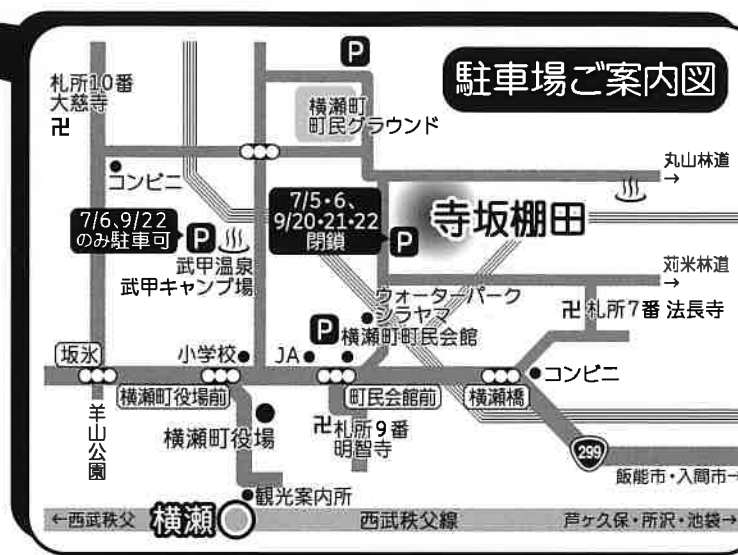 駐車場ご案内図
P
札所10番
大慈寺
卍
横瀬町
町民グラウンド
コンビニ
丸山林道
→
7/6、9/22
のみ駐車可
P
武甲温泉
武甲キャンプ場
7/5・6、
9/20・21・22
閉鎖
P
寺坂棚田
苅米林道
→
ウォーターパーク
シラヤマ
卍札所7番 法長寺
P
横瀬町町民会館
坂氷
小学校
JA
コンビニ
横瀬町役場前
町民会館前
横瀬橋
羊山公園
横瀬町役場
卍札所9番
明智寺
299
飯能市・入間市→
観光案内所
←西武秩父
横瀬
西武秩父線
芦ヶ久保・所沢・池袋→